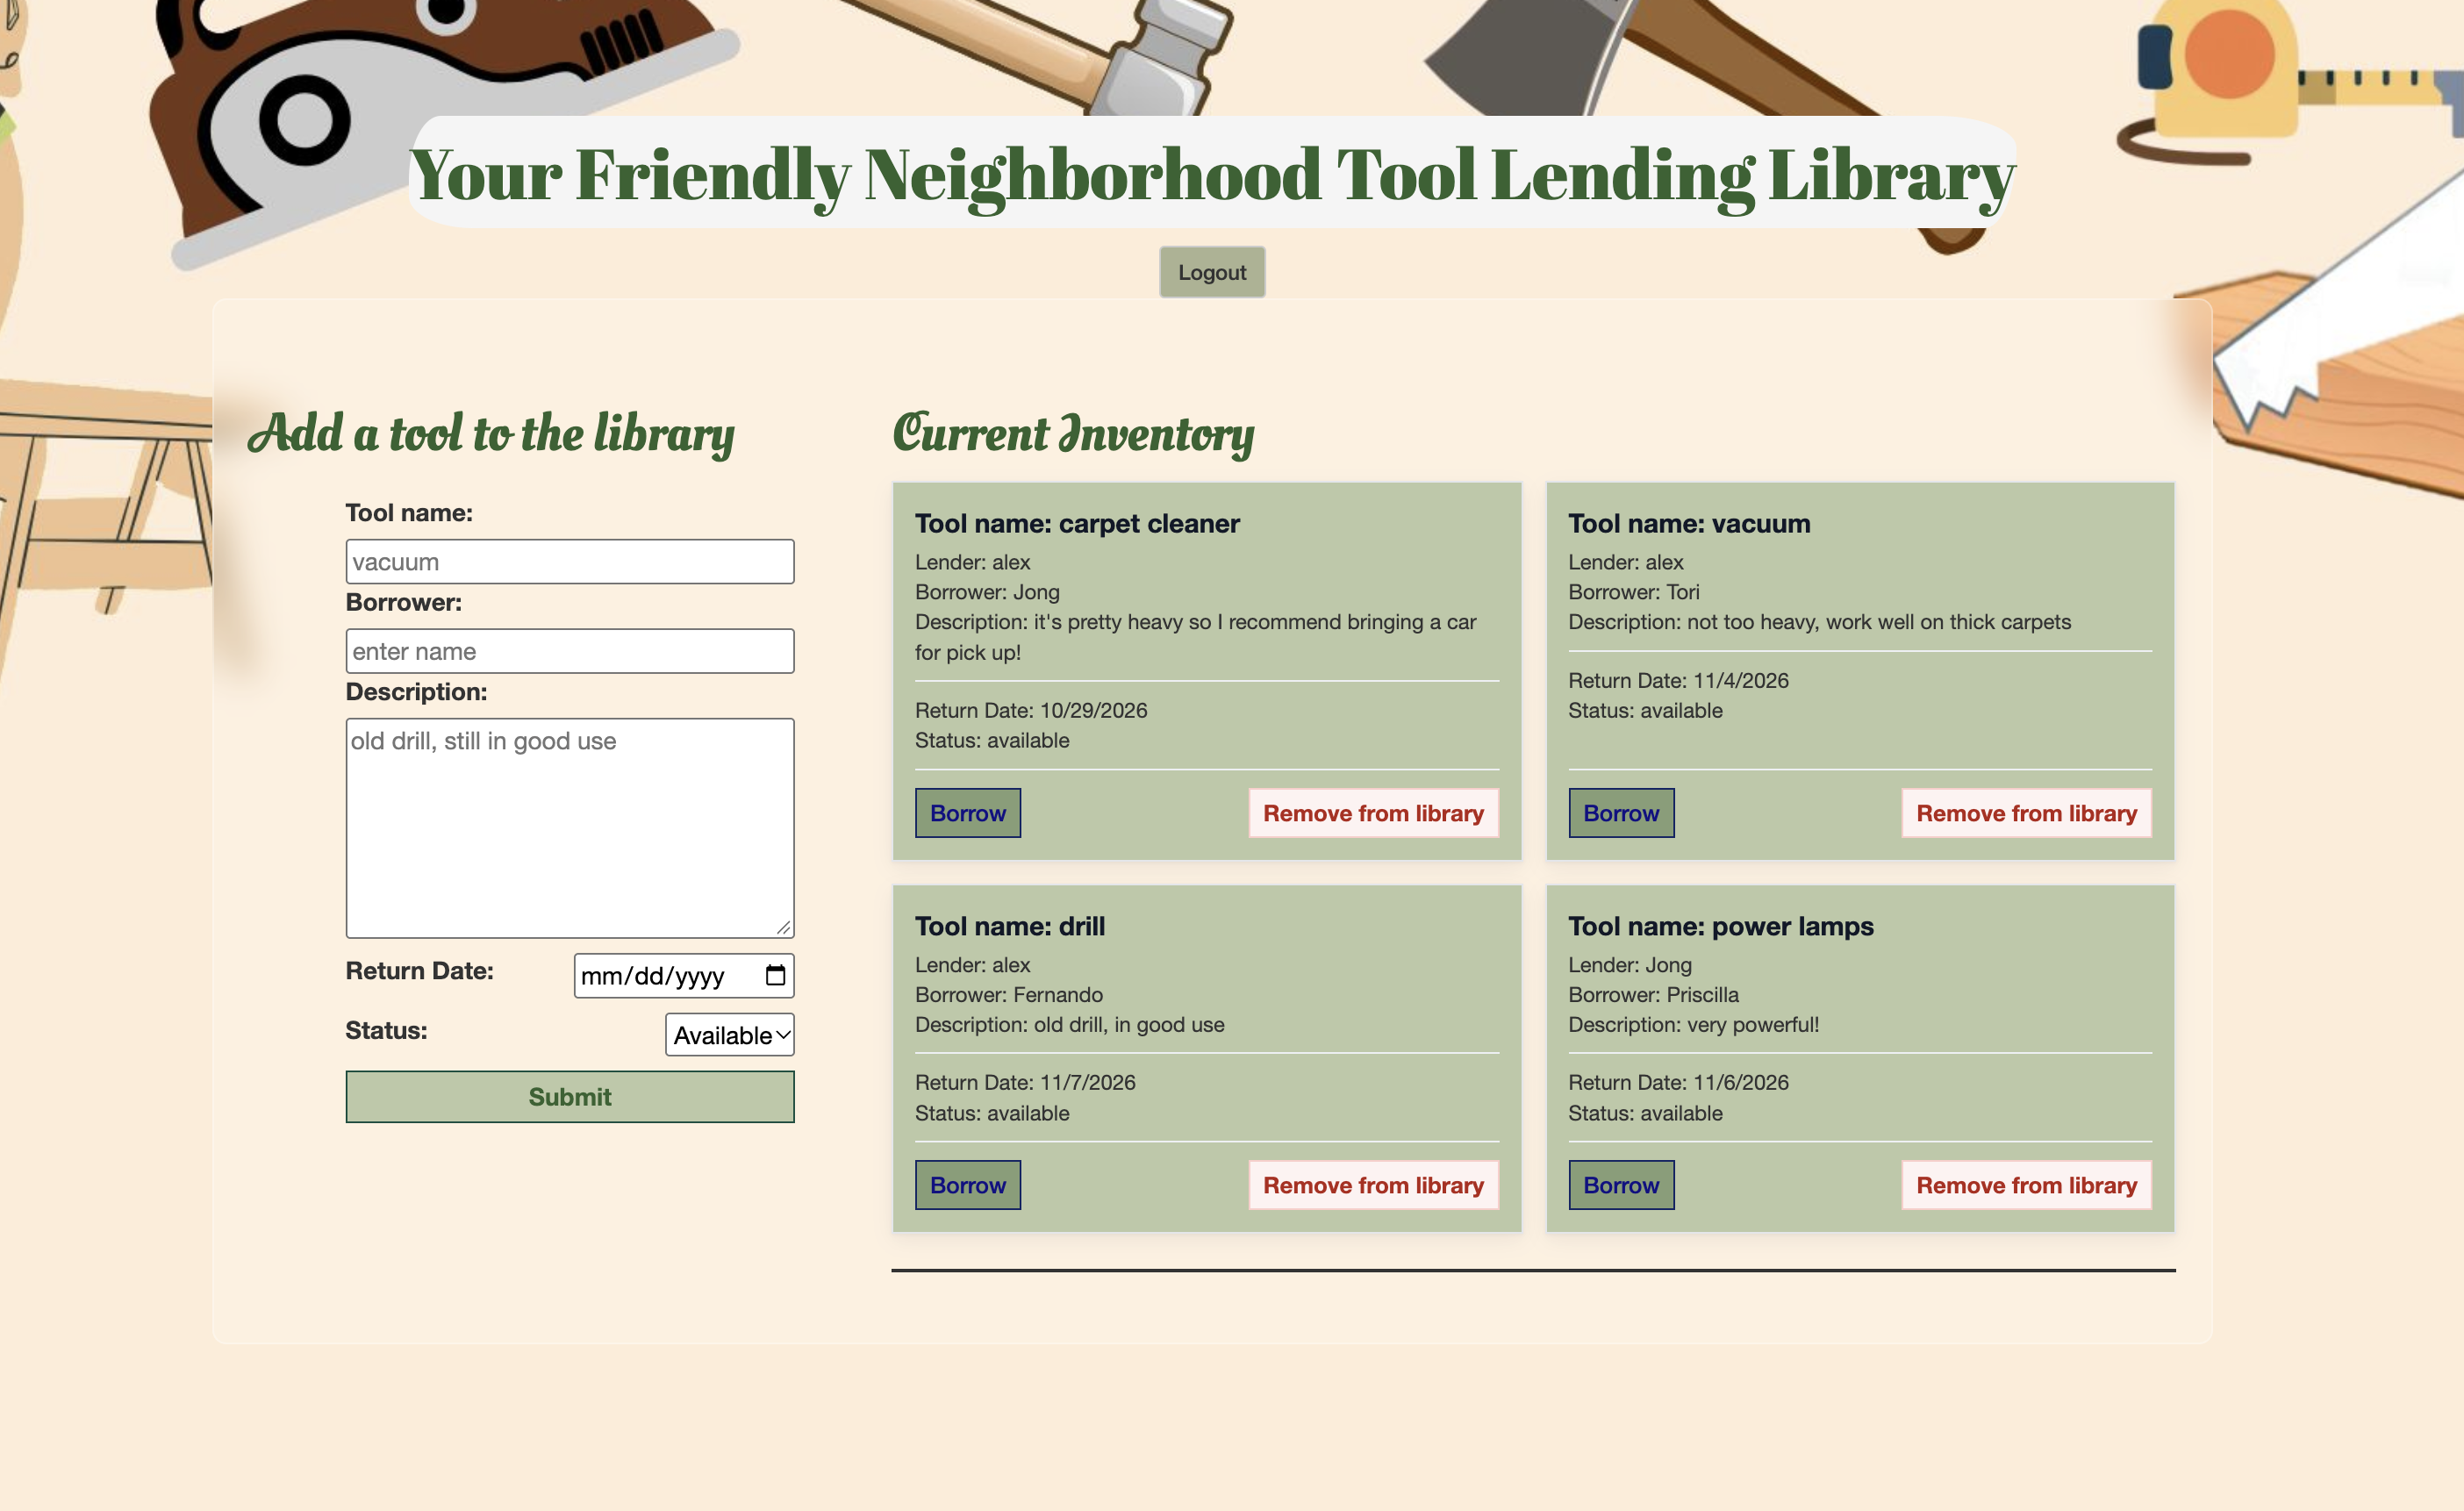 Your Friendly Neighborhood Tool Lending Library
Logout
Add a tool to the library
Tool name:
vacuum
Borrower:
enter name
Description:
old drill, still in good use
Return Date:
mm/dd/yyyy
Status:
Available
Submit
Current Inventory
Tool name: carpet cleaner
Lender: alex
Borrower: Jong
Description: it's pretty heavy so I recommend bringing a car
for pick up!
Return Date: 10/29/2026
Status: available
Borrow
Remove from library
Tool name: vacuum
Lender: alex
Borrower: Tori
Description: not too heavy, work well on thick carpets
Return Date: 11/4/2026
Status: available
Borrow
Remove from library
Tool name: drill
Lender: alex
Borrower: Fernando
Description: old drill, in good use
Return Date: 11/7/2026
Status: available
Borrow
Remove from library
Tool name: power lamps
Lender: Jong
Borrower: Priscilla
Description: very powerful!
Return Date: 11/6/2026
Status: available
Borrow
Remove from library